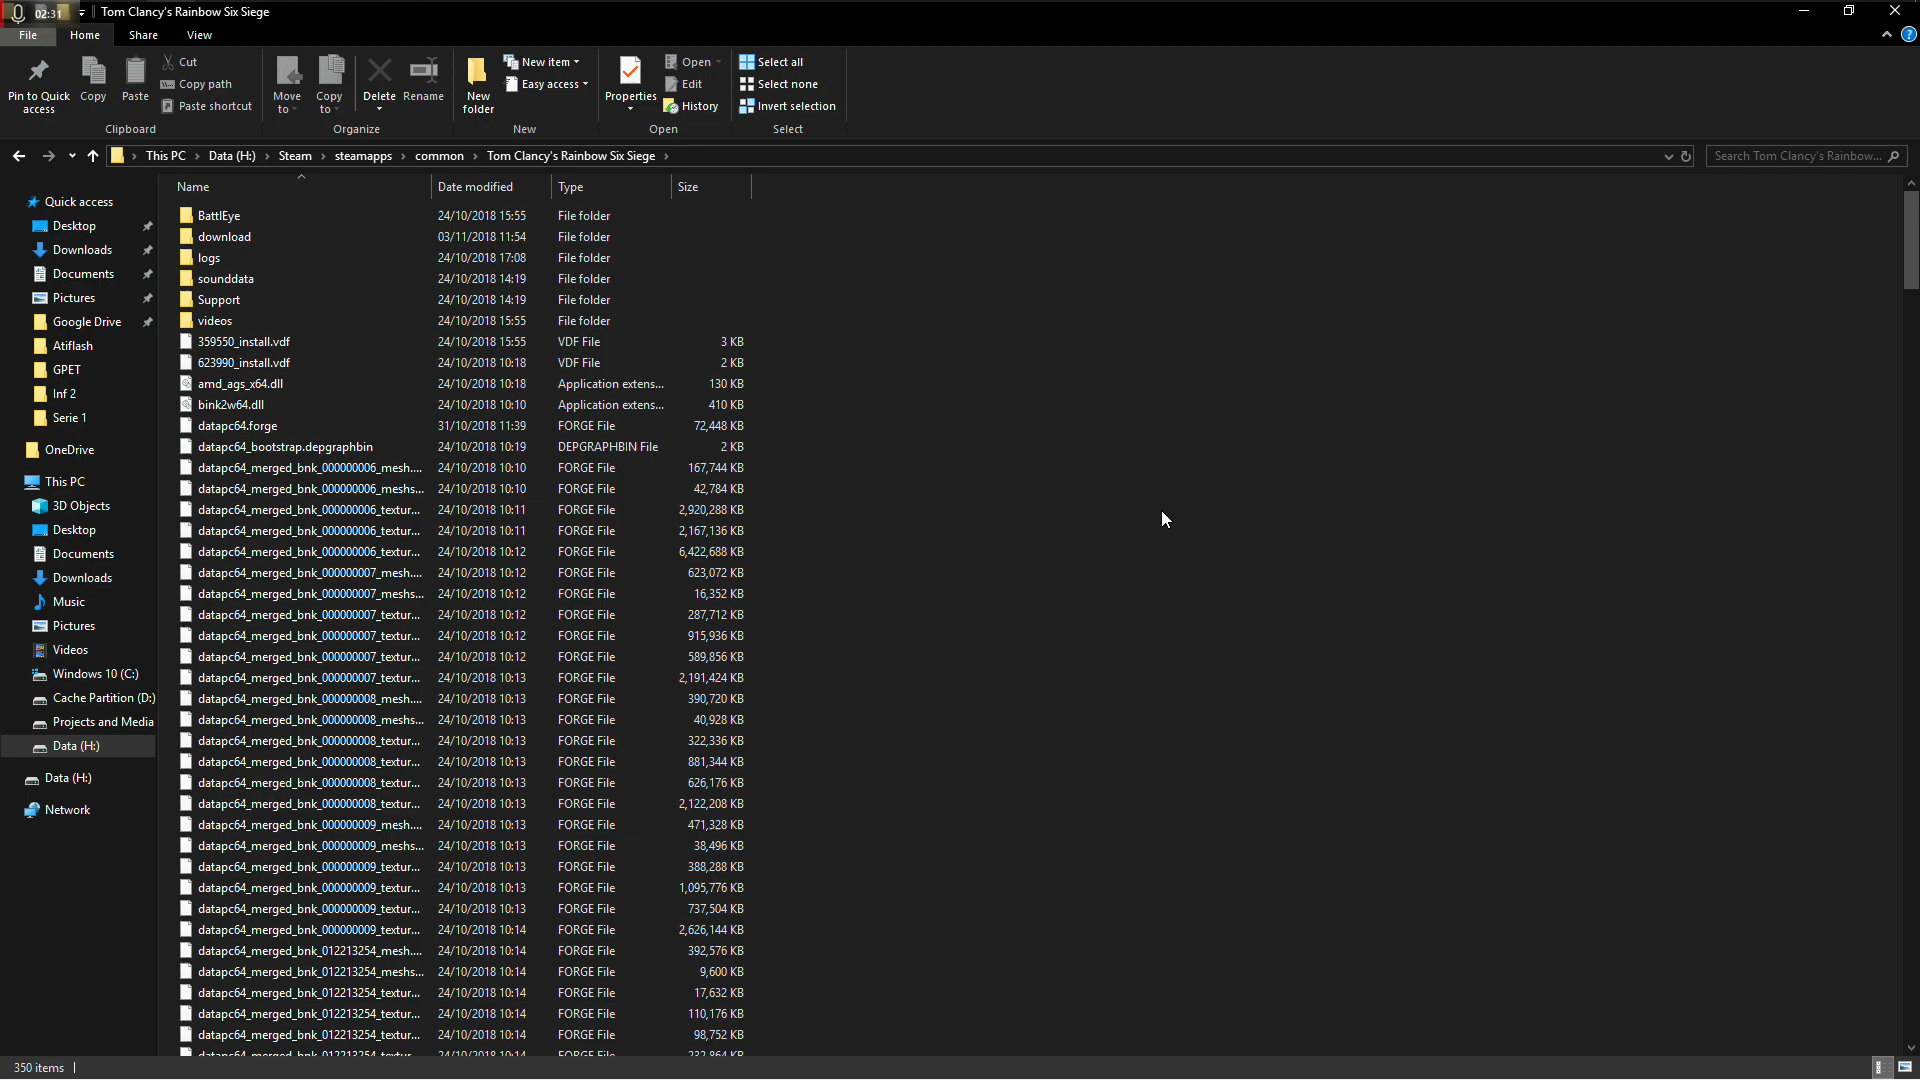 02:31 Tom Clancy's Rainbow Six Siege
File Home Share View
Pin to Quick access Copy Paste Cut Copy path Paste shortcut
Move to Copy to Delete Rename
New folder New item Easy access
Properties Open Edit History
Select all Select none Invert selection
Clipboard Organize New Open Select
This PC Data (H:) Steam steamapps common Tom Clancy's Rainbow Six Siege Search Tom Clancy's Rainbow...
Quick access
Desktop
Downloads
Documents
Pictures
Google Drive
Atiflash
GPET
Inf 2
Serie 1
OneDrive
This PC
3D Objects
Desktop
Documents
Downloads
Music
Pictures
Videos
Windows 10 (C:)
Cache Partition (D:)
Projects and Media
Data (H:)
Data (H:)
Network
Name Date modified Type Size
BattlEye 24/10/2018 15:55 File folder
download 03/11/2018 11:54 File folder
logs 24/10/2018 17:08 File folder
sounddata 24/10/2018 14:19 File folder
Support 24/10/2018 14:19 File folder
videos 24/10/2018 15:55 File folder
359550_install.vdf 24/10/2018 15:55 VDF File 3 KB
623990_install.vdf 24/10/2018 10:18 VDF File 2 KB
amd_ags_x64.dll 24/10/2018 10:18 Application extens... 130 KB
bink2w64.dll 24/10/2018 10:10 Application extens... 410 KB
datapc64.forge 31/10/2018 11:39 FORGE File 72,448 KB
datapc64_bootstrap.depgraphbin 24/10/2018 10:19 DEPGRAPHBIN File 2 KB
datapc64_merged_bnk_000000006_mesh.... 24/10/2018 10:10 FORGE File 167,744 KB
datapc64_merged_bnk_000000006_meshs... 24/10/2018 10:10 FORGE File 42,784 KB
datapc64_merged_bnk_000000006_textur... 24/10/2018 10:11 FORGE File 2,920,288 KB
datapc64_merged_bnk_000000006_textur... 24/10/2018 10:11 FORGE File 2,167,136 KB
datapc64_merged_bnk_000000006_textur... 24/10/2018 10:12 FORGE File 6,422,688 KB
datapc64_merged_bnk_000000007_mesh.... 24/10/2018 10:12 FORGE File 623,072 KB
datapc64_merged_bnk_000000007_meshs... 24/10/2018 10:12 FORGE File 16,352 KB
datapc64_merged_bnk_000000007_textur... 24/10/2018 10:12 FORGE File 287,712 KB
datapc64_merged_bnk_000000007_textur... 24/10/2018 10:12 FORGE File 915,936 KB
datapc64_merged_bnk_000000007_textur... 24/10/2018 10:12 FORGE File 589,856 KB
datapc64_merged_bnk_000000007_textur... 24/10/2018 10:13 FORGE File 2,191,424 KB
datapc64_merged_bnk_000000008_mesh.... 24/10/2018 10:13 FORGE File 390,720 KB
datapc64_merged_bnk_000000008_meshs... 24/10/2018 10:13 FORGE File 40,928 KB
datapc64_merged_bnk_000000008_textur... 24/10/2018 10:13 FORGE File 322,336 KB
datapc64_merged_bnk_000000008_textur... 24/10/2018 10:13 FORGE File 881,344 KB
datapc64_merged_bnk_000000008_textur... 24/10/2018 10:13 FORGE File 626,176 KB
datapc64_merged_bnk_000000008_textur... 24/10/2018 10:13 FORGE File 2,122,208 KB
datapc64_merged_bnk_000000009_mesh.... 24/10/2018 10:13 FORGE File 471,328 KB
datapc64_merged_bnk_000000009_meshs... 24/10/2018 10:13 FORGE File 38,496 KB
datapc64_merged_bnk_000000009_textur... 24/10/2018 10:13 FORGE File 388,288 KB
datapc64_merged_bnk_000000009_textur... 24/10/2018 10:13 FORGE File 1,095,776 KB
datapc64_merged_bnk_000000009_textur... 24/10/2018 10:13 FORGE File 737,504 KB
datapc64_merged_bnk_000000009_textur... 24/10/2018 10:14 FORGE File 2,626,144 KB
datapc64_merged_bnk_012213254_mesh.... 24/10/2018 10:14 FORGE File 392,576 KB
datapc64_merged_bnk_012213254_meshs... 24/10/2018 10:14 FORGE File 9,600 KB
datapc64_merged_bnk_012213254_textur... 24/10/2018 10:14 FORGE File 17,632 KB
datapc64_merged_bnk_012213254_textur... 24/10/2018 10:14 FORGE File 110,176 KB
datapc64_merged_bnk_012213254_textur... 24/10/2018 10:14 FORGE File 98,752 KB
350 items